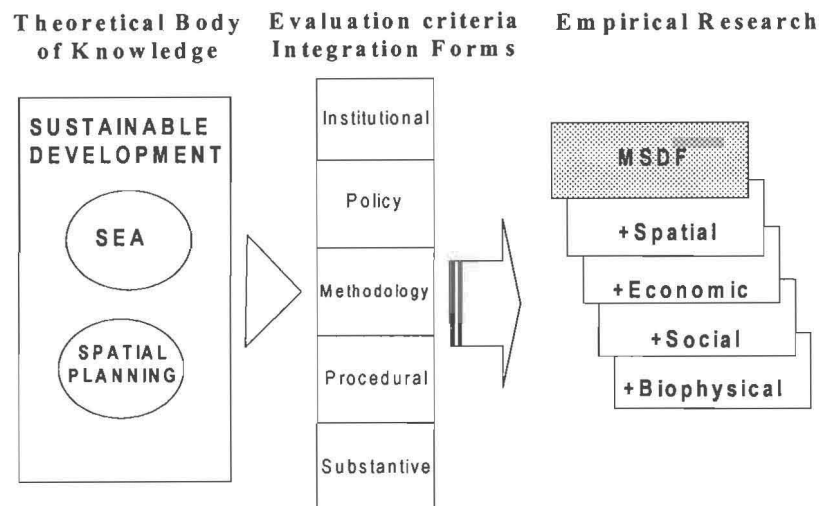 Theoretical Body
of Knowledge
Evaluation criteria
Integration Forms
Empirical Research
SUSTAINABLE
DEVELOPMENT
SEA
SPATIAL
PLANNING
Institutional
Policy
Methodology
Procedural
Substantive
MSDF
+Spatial
+Economic
+Social
+Biophysical